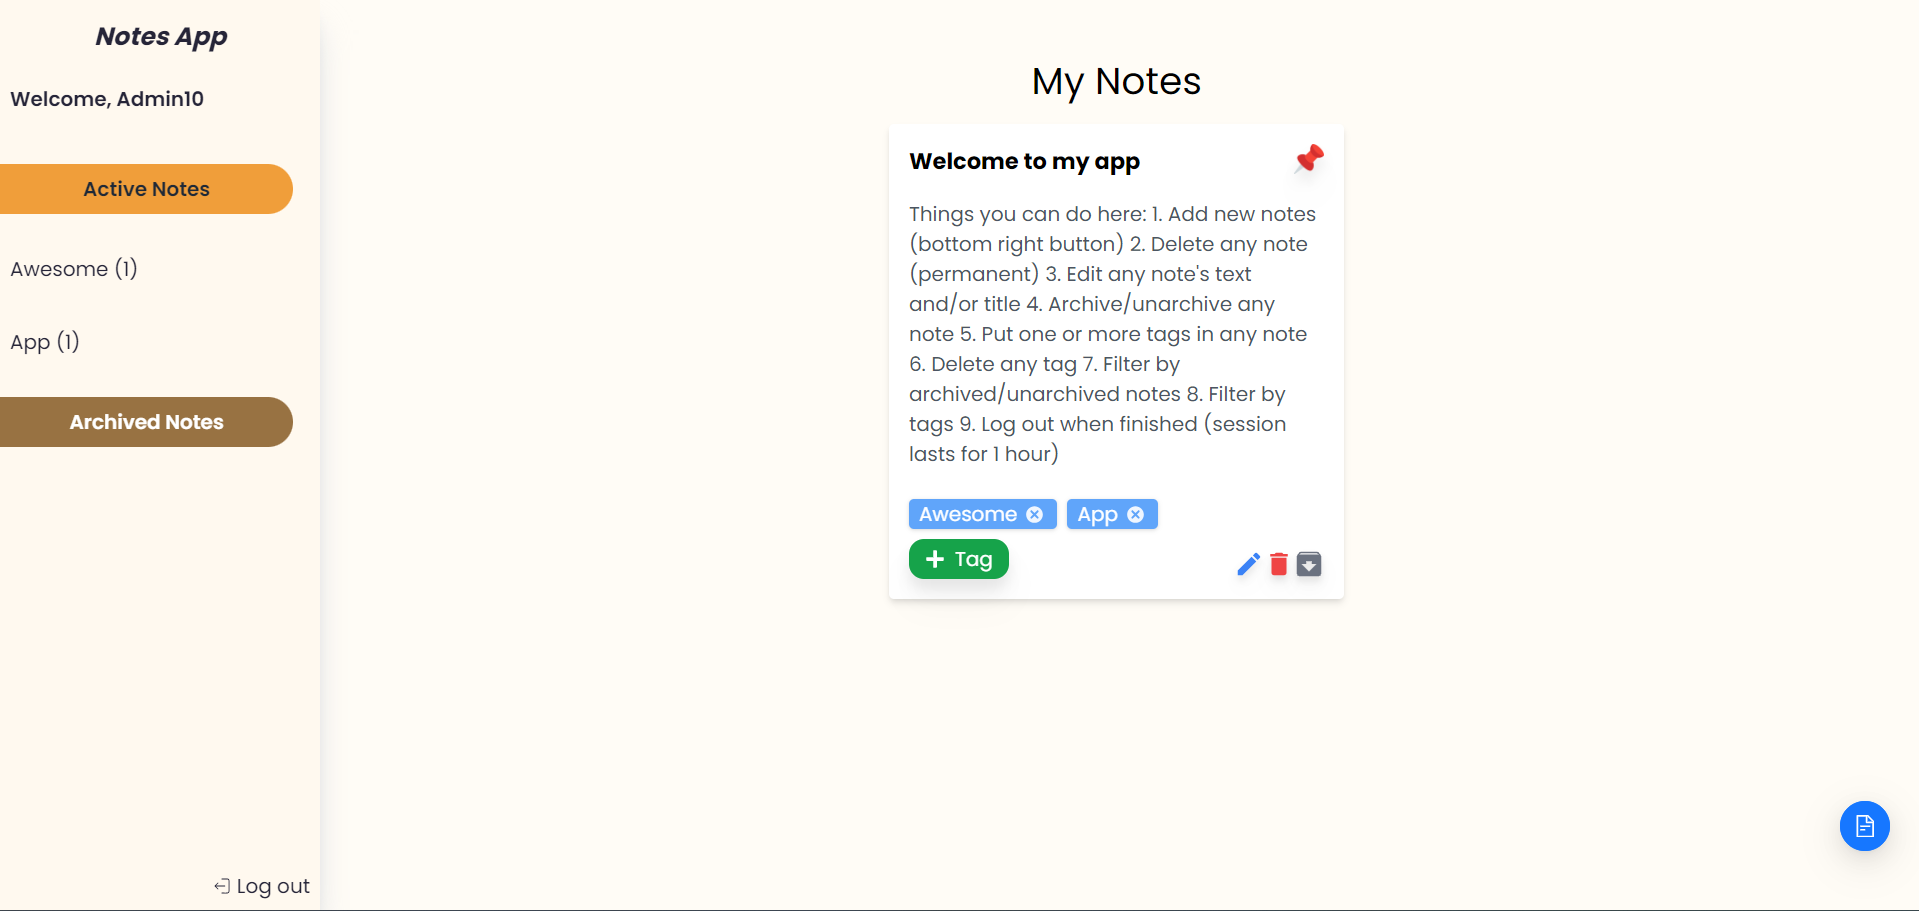 Notes App
Welcome, Admin10
Active Notes
Awesome (1)
App (1)
Archived Notes
Log out
My Notes
Welcome to my app
Things you can do here: 1. Add new notes
(bottom right button) 2. Delete any note
(permanent) 3. Edit any note's text
and/or title 4. Archive/unarchive any
note 5. Put one or more tags in any note
6. Delete any tag 7. Filter by
archived/unarchived notes 8. Filter by
tags 9. Log out when finished (session
lasts for 1 hour)
Awesome App
Tag